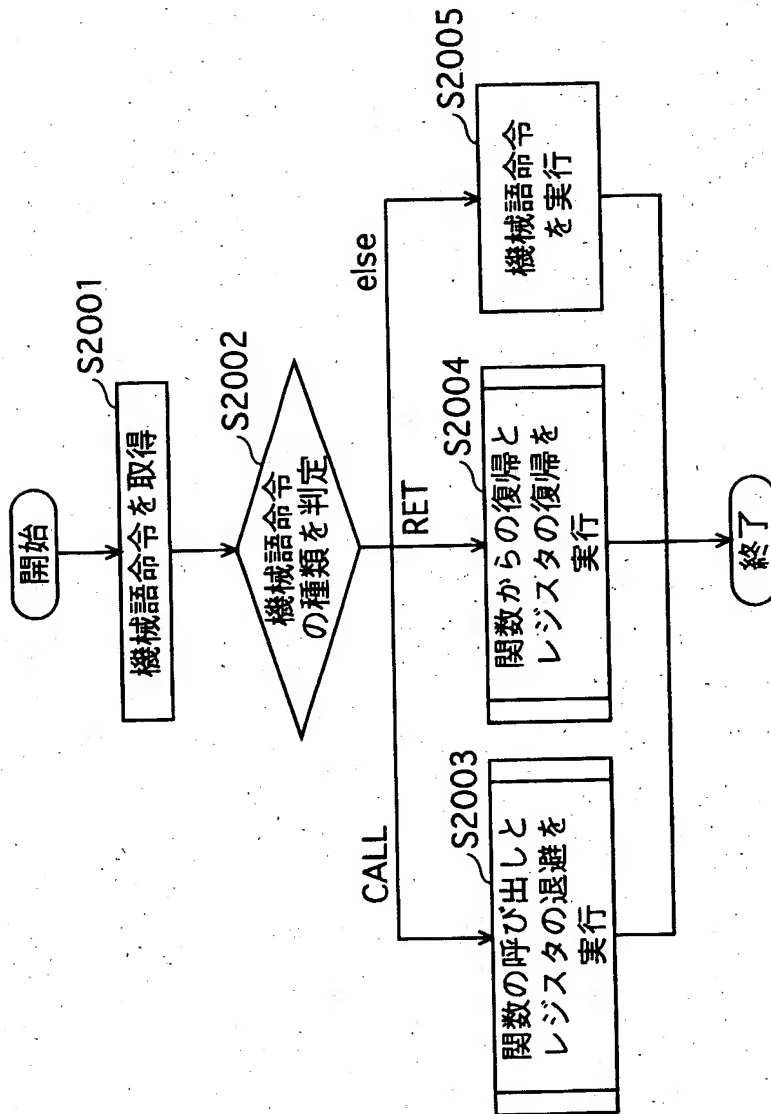 開始
S2001
機械語命令を取得
S2002
機械語命令
の種類を判定
CALL
RET
else
S2003
関数の呼び出しと
レジスタの退避を
実行
S2004
関数からの復帰と
レジスタの復帰を
実行
S2005
機械語命令
を実行
終了